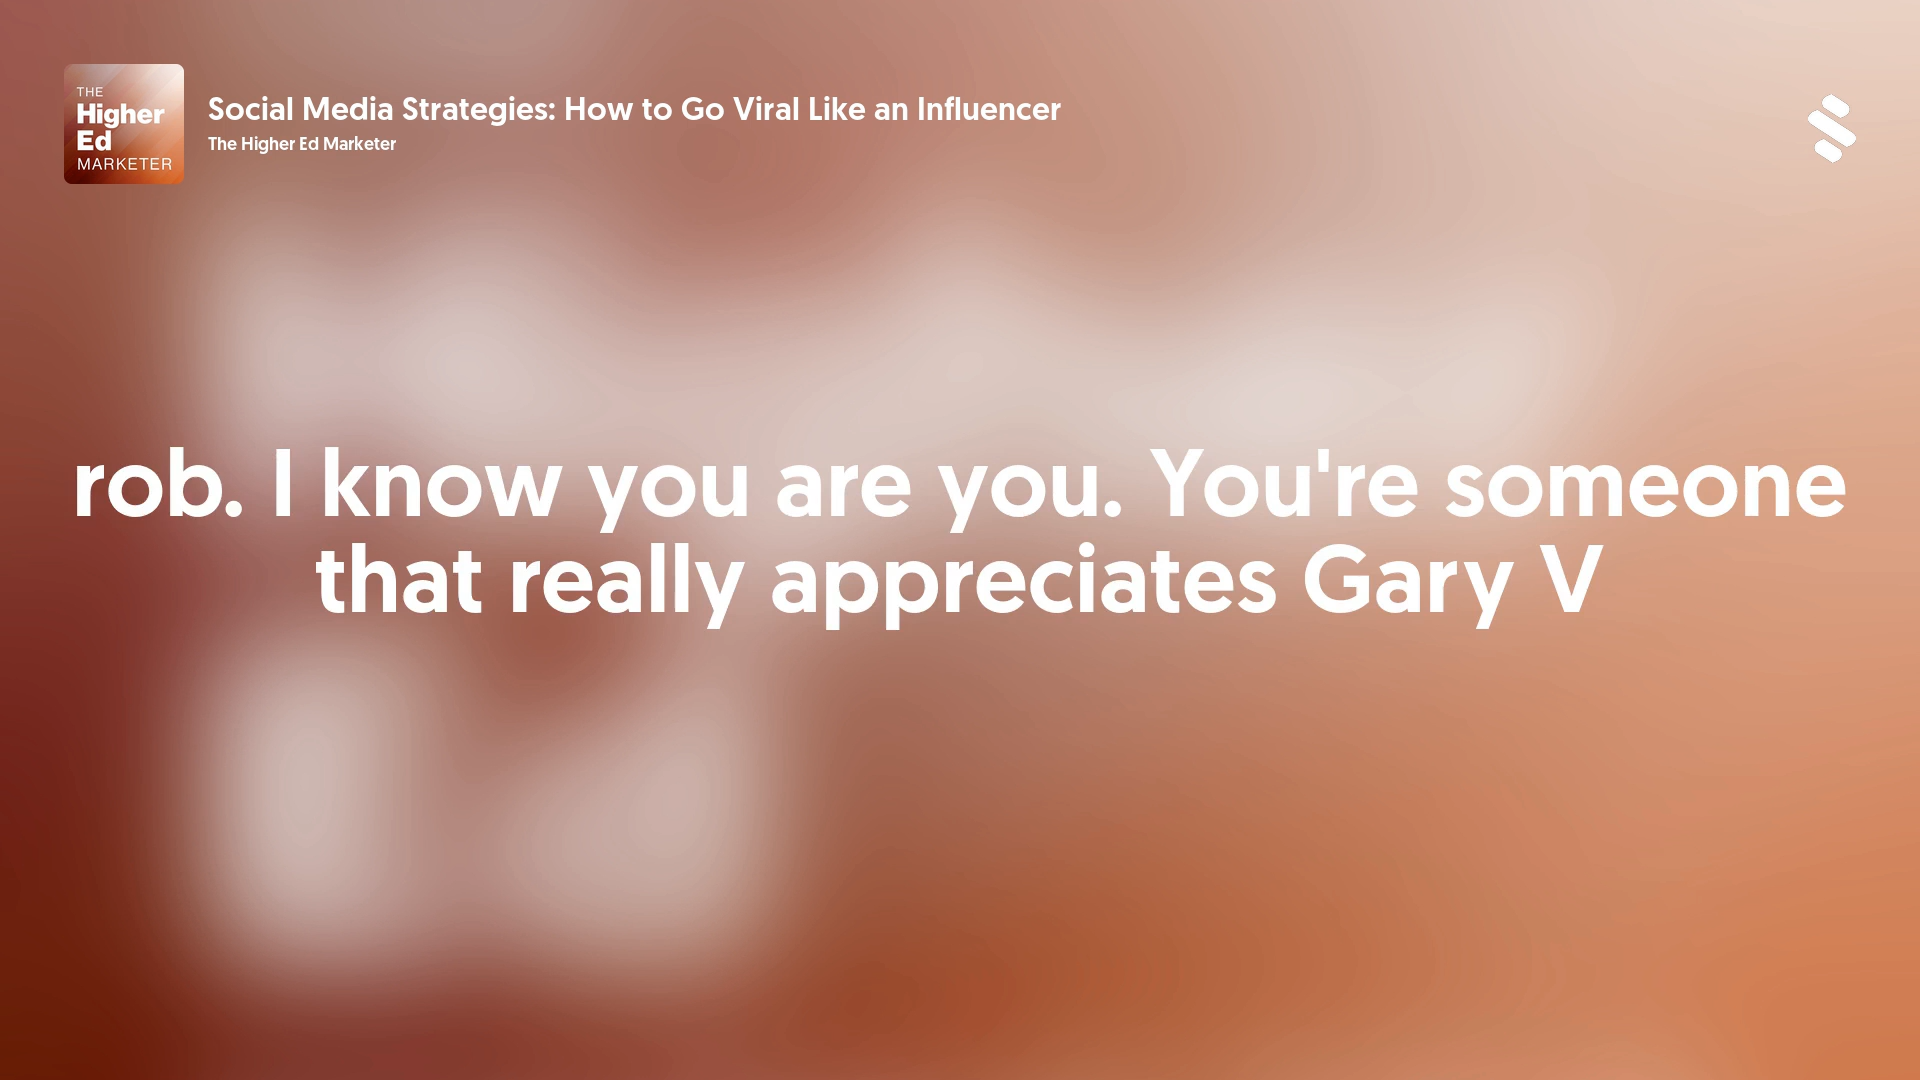 THE
Higher
Ed
MARKETER
Social Media Strategies: How to Go Viral Like an Influencer
The Higher Ed Marketer
rob. I know you are you. You're someone
that really appreciates Gary V